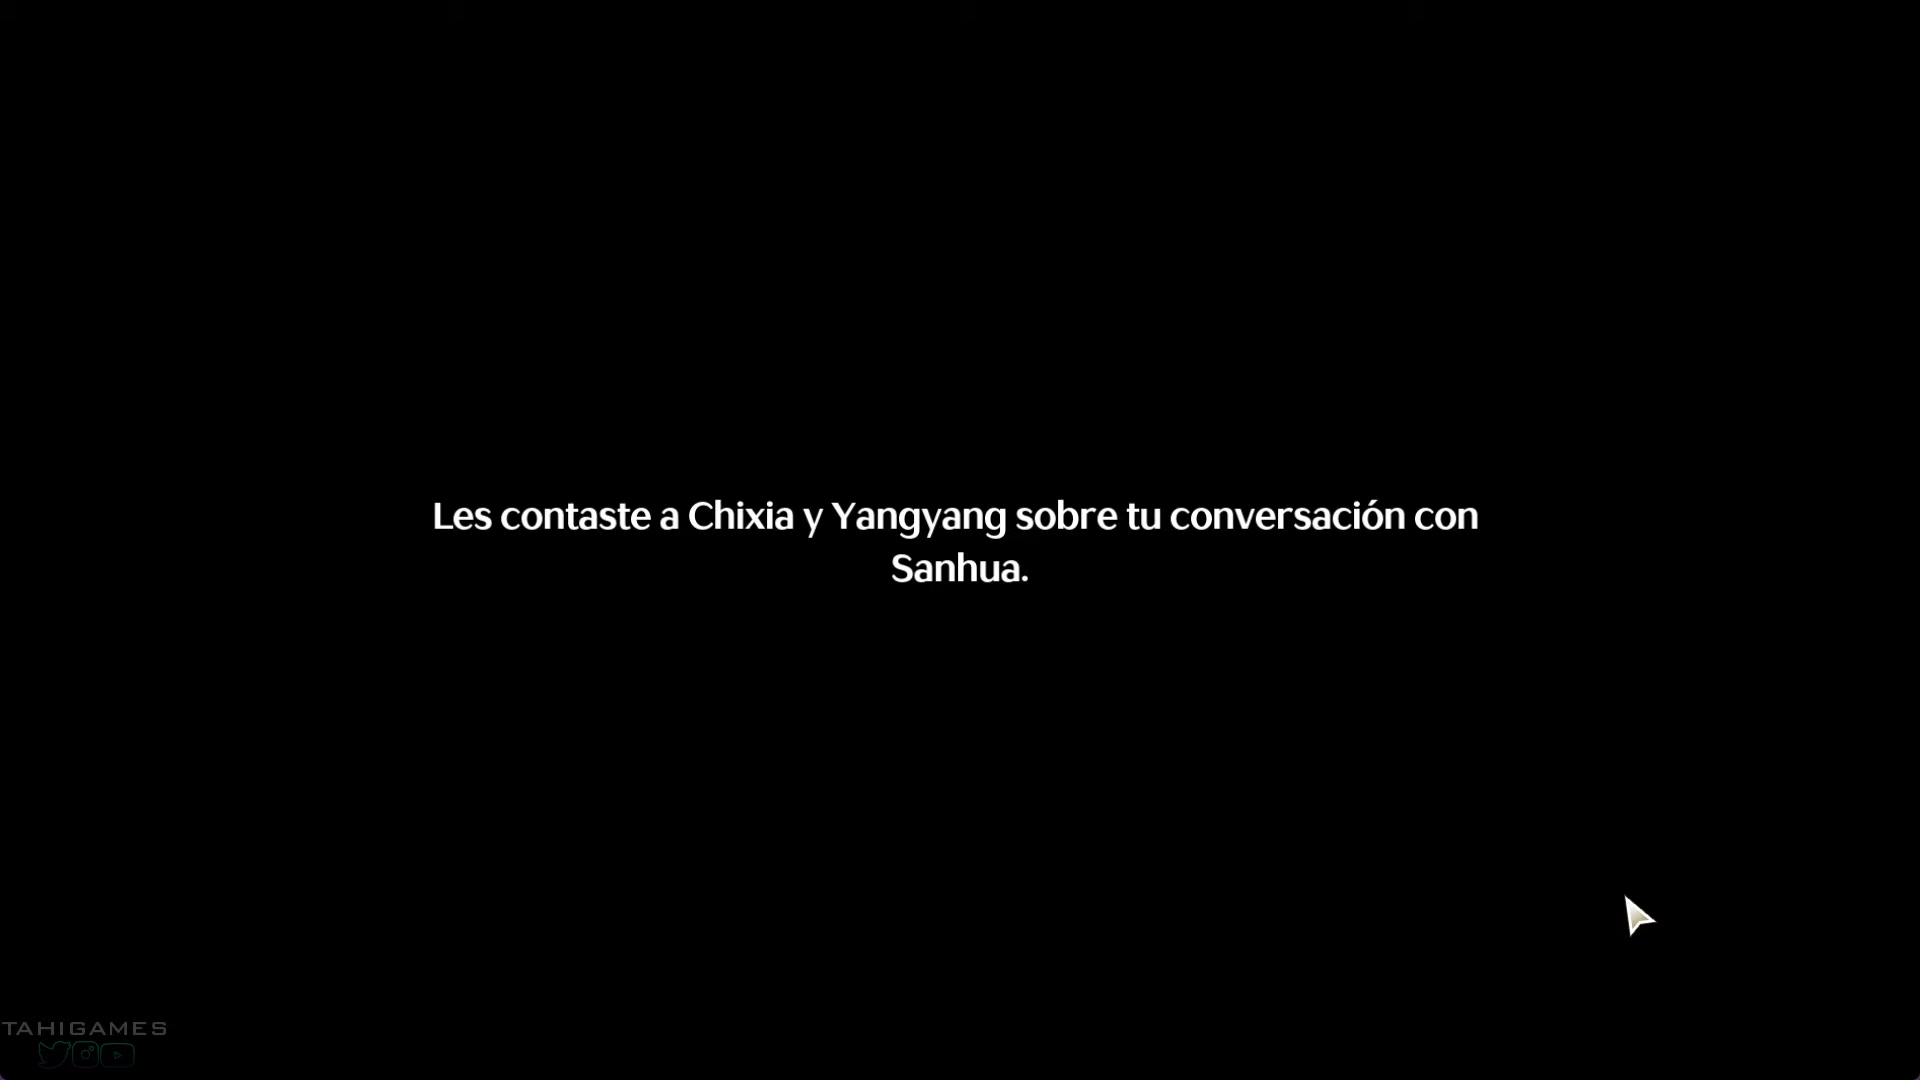 Les contaste a Chixia y Yangyang sobre tu conversación con
Sanhua.
TAHIGAMES